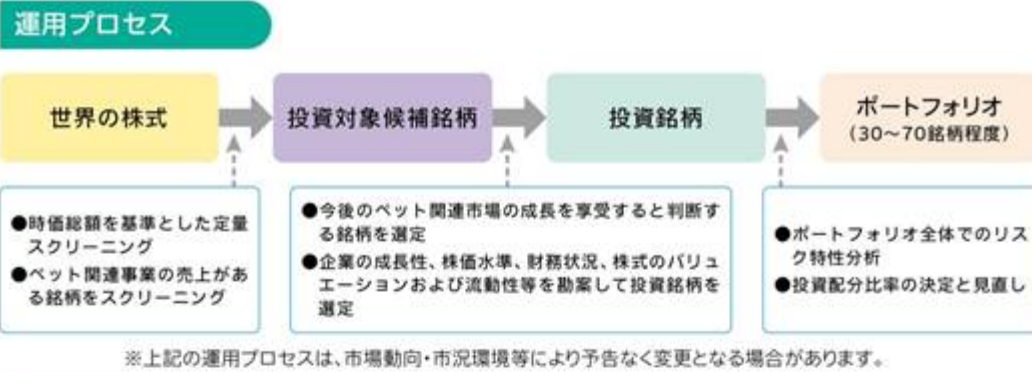 運用プロセス
世界の株式
投資対象候補銘柄
投資銘柄
ポートフォリオ
(30～70銘柄程度)
●時価総額を基準とした定量
スクリーニング
●ペット関連事業の売上があ
る銘柄をスクリーニング
●今後のペット関連市場の成長を享受すると判断す
る銘柄を選定
●企業の成長性、株価水準、財務状況、株式のバリュ
エーションおよび流動性等を勘案して投資銘柄を
選定
●ポートフォリオ全体でのリス
ク特性分析
●投資配分比率の決定と見直し
※上記の運用プロセスは、市場動向・市況環境等により予告なく変更となる場合があります。